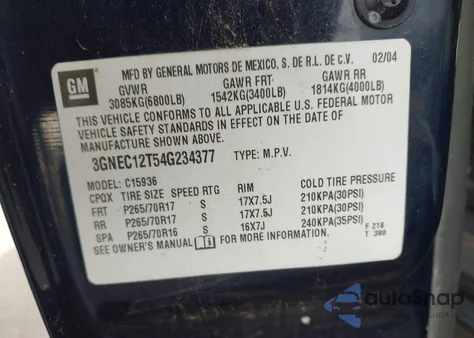 GM
MFD BY GENERAL MOTORS DE MEXICO, S. DE R.L. DE C.V. 02/04
GVWR GAWR FRT GAWR RR
3085KG(6800LB) 1542KG(3400LB) 1814KG(4000LB)
THIS VEHICLE CONFORMS TO ALL APPLICABLE U.S. FEDERAL MOTOR
VEHICLE SAFETY STANDARDS IN EFFECT ON THE DATE OF
MANUFACTURE SHOWN ABOVE.
3GNEC12T54G234377 TYPE: M.P.V.
MODEL: C15936
CPQX TIRE SIZE SPEED RTG RIM COLD TIRE PRESSURE
FRT P265/70R17 S 17X7.5J 210KPA(30PSI)
RR P265/70R17 S 17X7.5J 210KPA(30PSI)
SPA P265/70R16 S 16X7J 240KPA(35PSI)
SEE OWNER'S MANUAL FOR MORE INFORMATION.
F 218
T 398
autoSnap